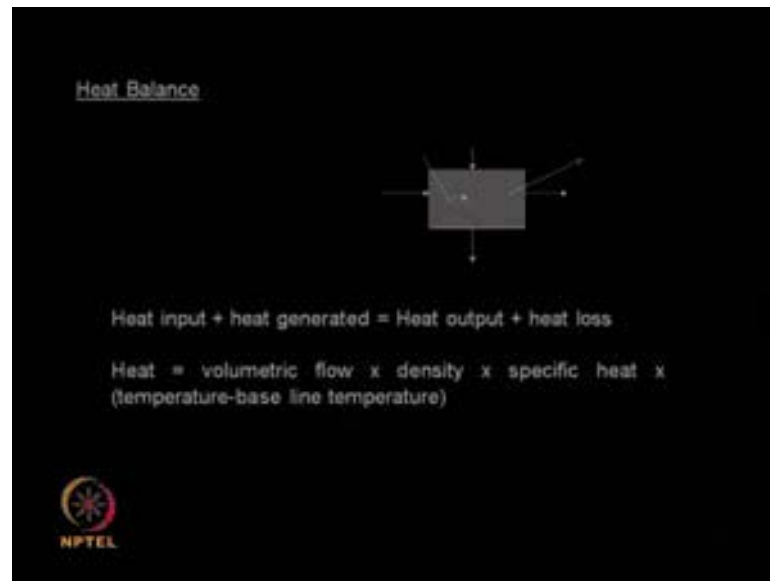 Heat Balance
Heat input + heat generated = Heat output + heat loss
Heat = volumetric flow x density x specific heat x
(temperature-base line temperature)
NPTEL